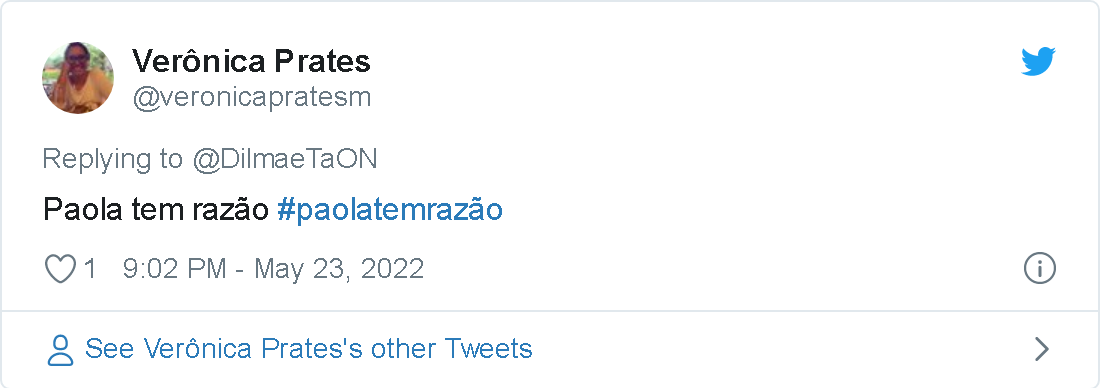 Verônica Prates
@veronicapratesm
Replying to @DilmaeTaON
Paola tem razão #paolatemrazão
1 9:02 PM - May 23, 2022
See Verônica Prates's other Tweets